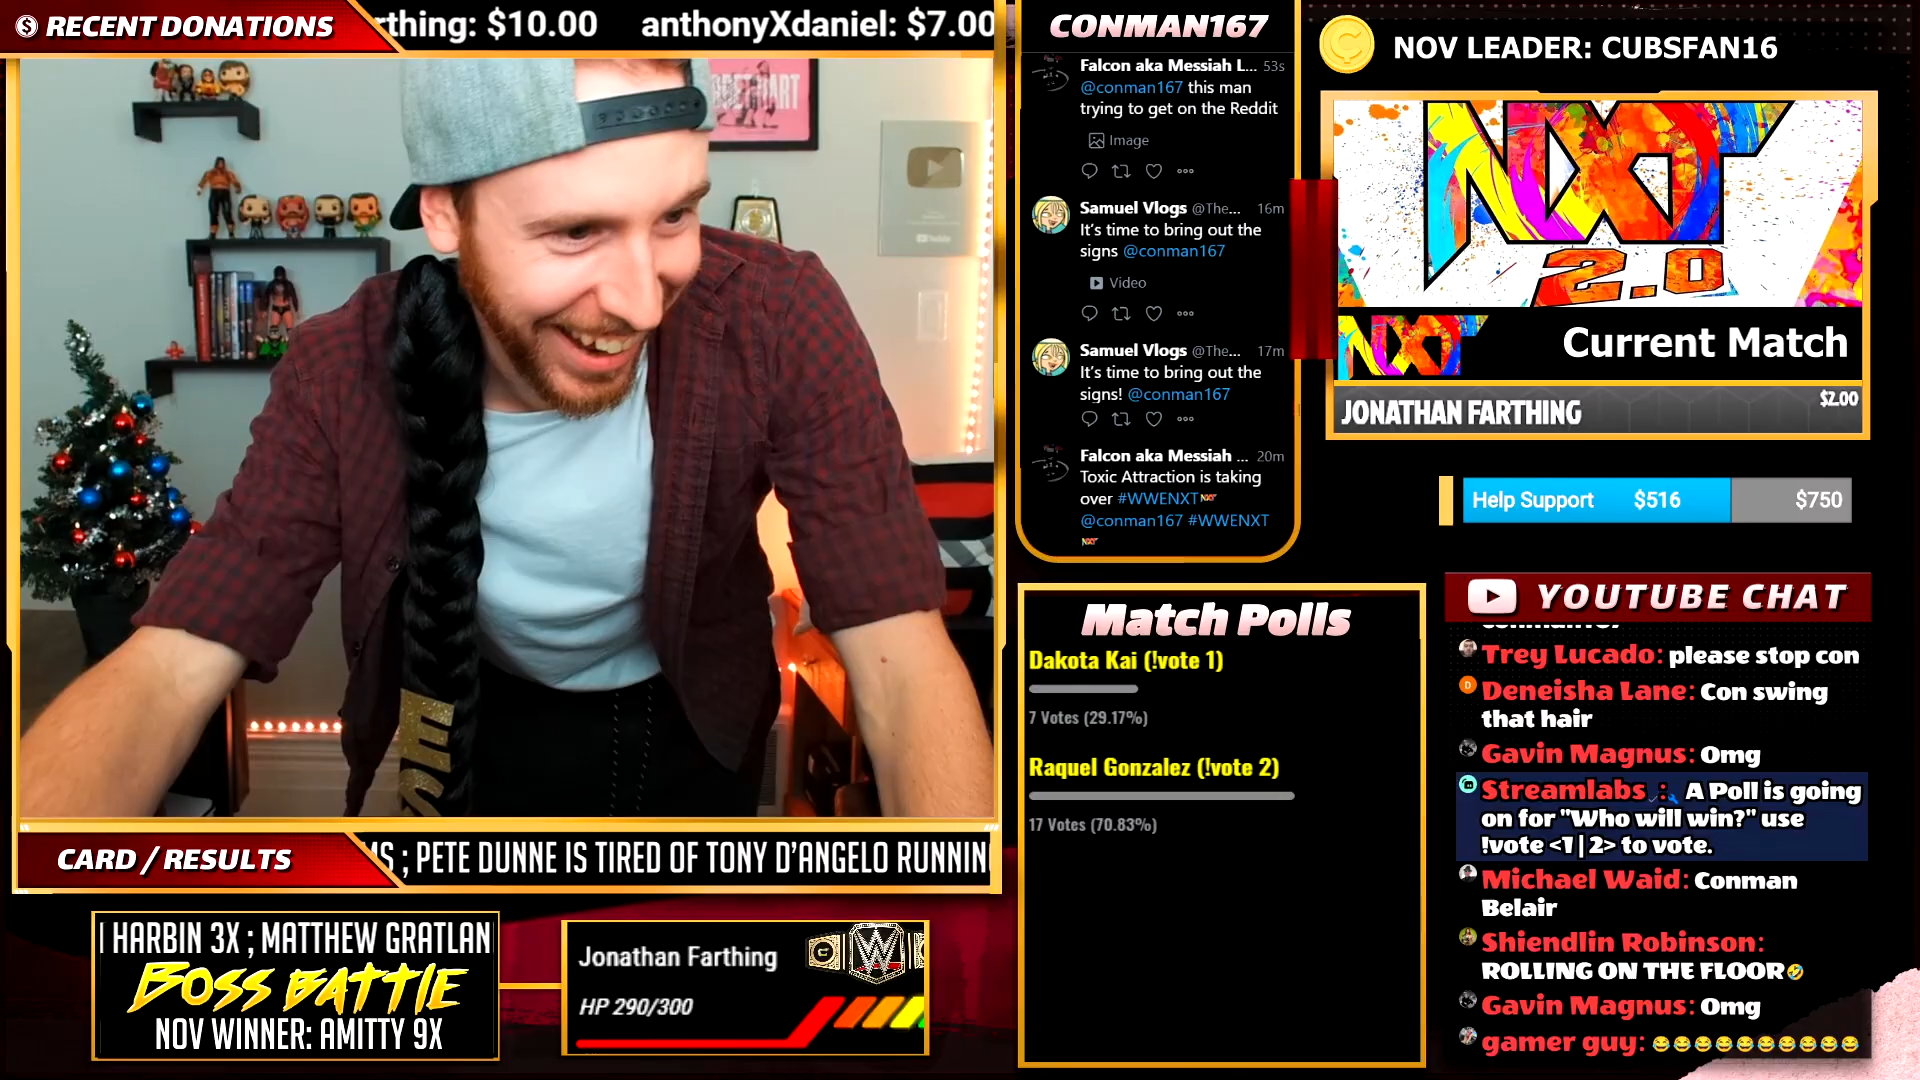 RECENT DONATIONS
rthing: $10.00 anthonyXdaniel: $7.00
CARD / RESULTS
; PETE DUNNE IS TIRED OF TONY D'ANGELO RUNNING
HARBIN 3X ; MATTHEW GRATLAN
BOSS BATTLE
NOV WINNER: AMITTY 9X
Jonathan Farthing
HP 290/300
CONMAN167
Falcon aka Messiah L... 53s
@conman167 this man
trying to get on the Reddit
Image
Samuel Vlogs @The... 16m
It's time to bring out the
signs @conman167
Video
Samuel Vlogs @The... 17m
It's time to bring out the
signs! @conman167
Falcon aka Messiah ... 20m
Toxic Attraction is taking
over #WWENXT
@conman167 #WWENXT
Match Polls
Dakota Kai (!vote 1)
7 Votes (29.17%)
Raquel Gonzalez (!vote 2)
17 Votes (70.83%)
NOV LEADER: CUBSFAN16
NXT
2.0
NXT
Current Match
JONATHAN FARTHING
$2.00
Help Support $516 $750
YOUTUBE CHAT
Trey Lucado: please stop con
Deneisha Lane: Con swing
that hair
Gavin Magnus: Omg
Streamlabs : A Poll is going
on for "Who will win?" use
!vote <1 | 2> to vote.
Michael Waid: Conman
Belair
Shiendlin Robinson:
ROLLING ON THE FLOOR🤣
Gavin Magnus: Omg
gamer guy: 😂😂😂😂😂😂😂😂😂😂